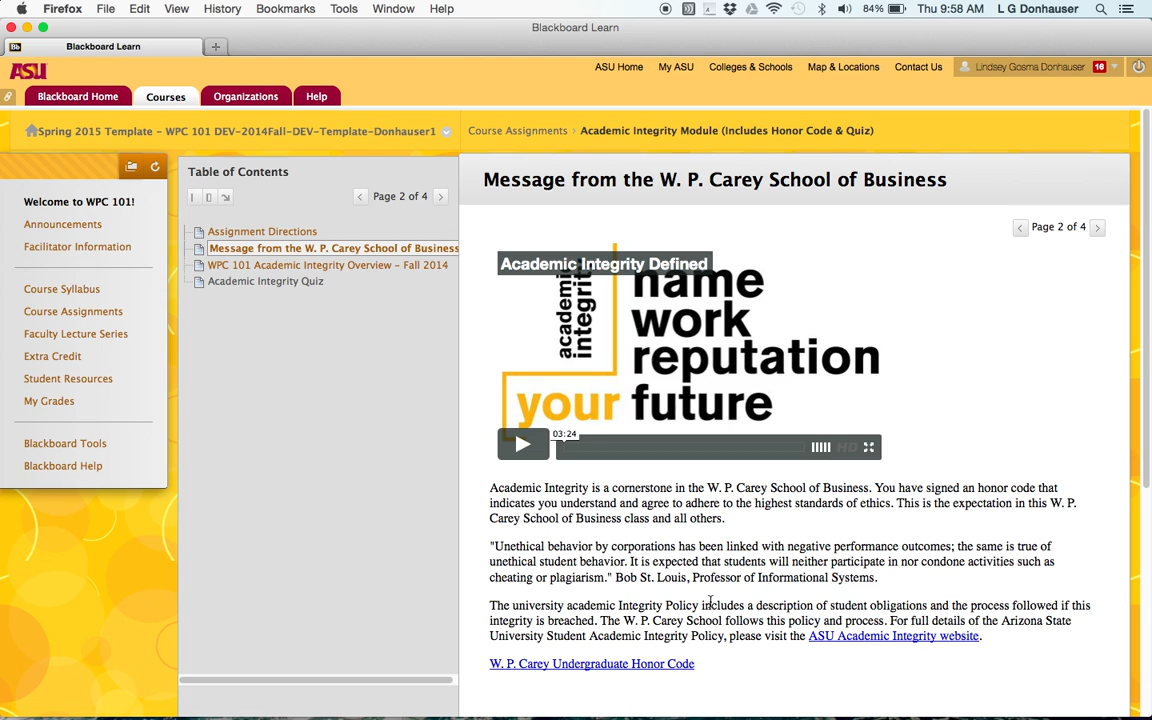 Firefox File Edit View History Bookmarks Tools Window Help 84% Thu 9:58 AM L G Donhauser
Blackboard Learn
Bb Blackboard Learn
ASU ASU Home My ASU Colleges & Schools Map & Locations Contact Us Lindsey Gosma Donhauser 16
Blackboard Home Courses Organizations Help
Spring 2015 Template – WPC 101 DEV-2014Fall-DEV-Template-Donhauser1 Course Assignments Academic Integrity Module (Includes Honor Code & Quiz)
Welcome to WPC 101!
Announcements
Facilitator Information
Course Syllabus
Course Assignments
Faculty Lecture Series
Extra Credit
Student Resources
My Grades
Blackboard Tools
Blackboard Help
Table of Contents
Page 2 of 4
Assignment Directions
Message from the W. P. Carey School of Business
WPC 101 Academic Integrity Overview – Fall 2014
Academic Integrity Quiz
Message from the W. P. Carey School of Business
Page 2 of 4
Academic Integrity Defined
academic integrity
name
work
reputation
your future
03:24
HD
Academic Integrity is a cornerstone in the W. P. Carey School of Business. You have signed an honor code that
indicates you understand and agree to adhere to the highest standards of ethics. This is the expectation in this W. P.
Carey School of Business class and all others.
"Unethical behavior by corporations has been linked with negative performance outcomes; the same is true of
unethical student behavior. It is expected that students will neither participate in nor condone activities such as
cheating or plagiarism." Bob St. Louis, Professor of Informational Systems.
The university academic Integrity Policy includes a description of student obligations and the process followed if this
integrity is breached. The W. P. Carey School follows this policy and process. For full details of the Arizona State
University Student Academic Integrity Policy, please visit the ASU Academic Integrity website.
W. P. Carey Undergraduate Honor Code